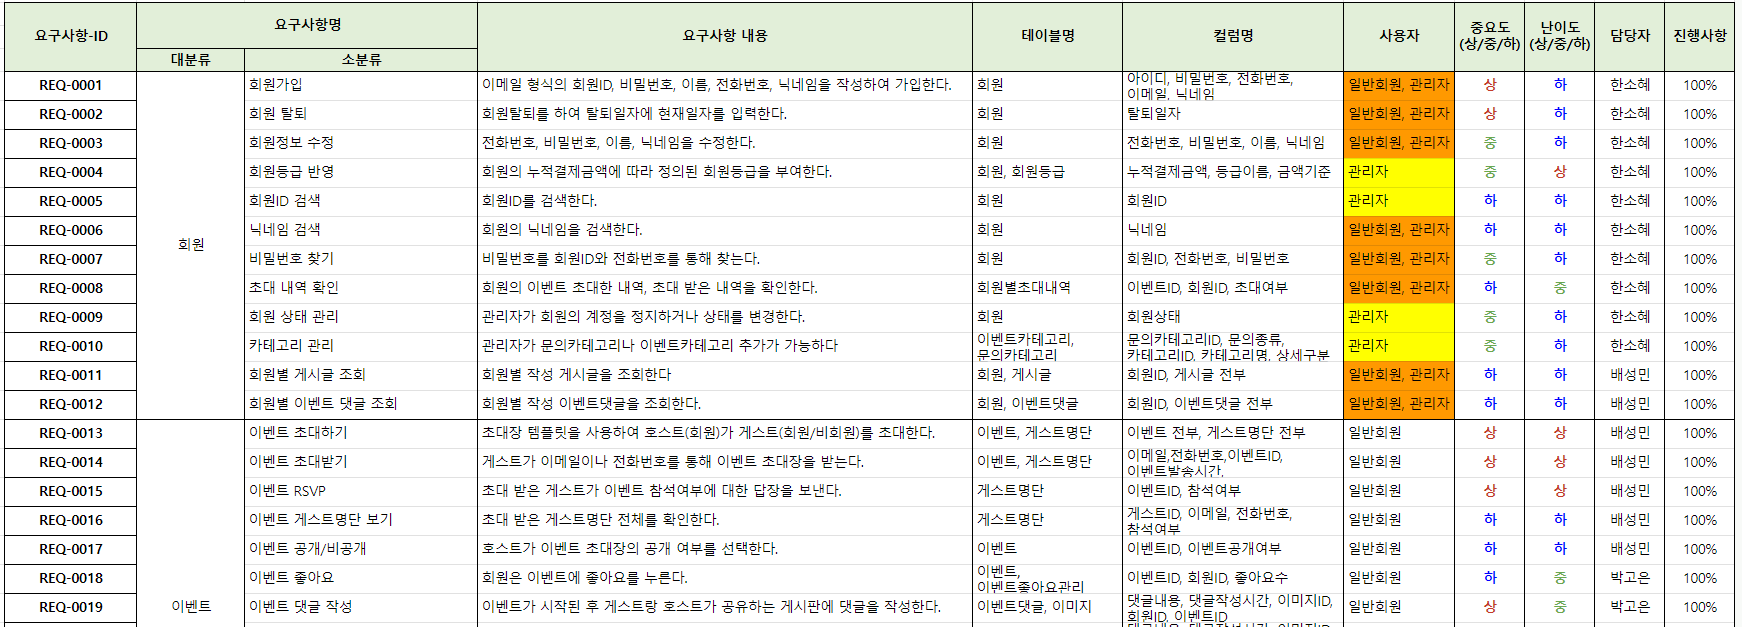 요구사항-ID 요구사항명 요구사항 내용 테이블명 컬럼명 사용자 중요도 (상/중/하) 난이도 (상/중/하) 담당자 진행사항
대분류 소분류
REQ-0001 회원가입 이메일 형식의 회원ID, 비밀번호, 이름, 전화번호, 닉네임을 작성하여 가입한다. 회원 아이디, 비밀번호, 전화번호, 이메일, 닉네임 일반회원, 관리자 상 하 한소혜 100%
REQ-0002 회원 탈퇴 회원탈퇴를 하여 탈퇴일자에 현재일자를 입력한다. 회원 탈퇴일자 일반회원, 관리자 상 하 한소혜 100%
REQ-0003 회원정보 수정 전화번호, 비밀번호, 이름, 닉네임을 수정한다. 회원 전화번호, 비밀번호, 이름, 닉네임 일반회원, 관리자 중 하 한소혜 100%
REQ-0004 회원등급 반영 회원의 누적결제금액에 따라 정의된 회원등급을 부여한다. 회원, 회원등급 누적결제금액, 등급이름, 금액기준 관리자 중 상 한소혜 100%
REQ-0005 회원ID 검색 회원ID를 검색한다. 회원 회원ID 관리자 하 하 한소혜 100%
REQ-0006 회원 닉네임 검색 회원의 닉네임을 검색한다. 회원 닉네임 일반회원, 관리자 하 하 한소혜 100%
REQ-0007 비밀번호 찾기 비밀번호를 회원ID와 전화번호를 통해 찾는다. 회원 회원ID, 전화번호, 비밀번호 일반회원, 관리자 중 하 한소혜 100%
REQ-0008 초대 내역 확인 회원의 이벤트 초대한 내역, 초대 받은 내역을 확인한다. 회원별초대내역 이벤트ID, 회원ID, 초대여부 일반회원, 관리자 하 중 한소혜 100%
REQ-0009 회원 상태 관리 관리자가 회원의 계정을 정지하거나 상태를 변경한다. 회원 회원상태 관리자 중 하 한소혜 100%
REQ-0010 카테고리 관리 관리자가 문의카테고리나 이벤트카테고리 추가가 가능하다 이벤트카테고리, 문의카테고리 문의카테고리ID, 문의종류, 카테고리ID, 카테고리명, 상세구분 관리자 중 하 한소혜 100%
REQ-0011 회원별 게시글 조회 회원별 작성 게시글을 조회한다 회원, 게시글 회원ID, 게시글 전부 일반회원, 관리자 하 하 배성민 100%
REQ-0012 회원별 이벤트 댓글 조회 회원별 작성 이벤트댓글을 조회한다. 회원, 이벤트댓글 회원ID, 이벤트댓글 전부 일반회원, 관리자 하 하 배성민 100%
REQ-0013 이벤트 초대하기 초대장 템플릿을 사용하여 호스트(회원)가 게스트(회원/비회원)를 초대한다. 이벤트, 게스트명단 이벤트 전부, 게스트명단 전부 일반회원 상 상 배성민 100%
REQ-0014 이벤트 초대받기 게스트가 이메일이나 전화번호를 통해 이벤트 초대장을 받는다. 이벤트, 게스트명단 이메일,전화번호,이벤트ID, 이벤트발송시간, 일반회원 상 상 배성민 100%
REQ-0015 이벤트 RSVP 초대 받은 게스트가 이벤트 참석여부에 대한 답장을 보낸다. 게스트명단 이벤트ID, 참석여부 일반회원 상 상 배성민 100%
REQ-0016 이벤트 게스트명단 보기 초대 받은 게스트명단 전체를 확인한다. 게스트명단 게스트ID, 이메일, 전화번호, 참석여부 일반회원 하 하 배성민 100%
REQ-0017 이벤트 공개/비공개 호스트가 이벤트 초대장의 공개 여부를 선택한다. 이벤트 이벤트ID, 이벤트공개여부 일반회원 하 하 배성민 100%
REQ-0018 이벤트 좋아요 회원은 이벤트에 좋아요를 누른다. 이벤트, 이벤트좋아요관리 이벤트ID, 회원ID, 좋아요수 일반회원 하 중 박고은 100%
REQ-0019 이벤트 이벤트 댓글 작성 이벤트가 시작된 후 게스트랑 호스트가 공유하는 게시판에 댓글을 작성한다. 이벤트댓글, 이미지 댓글내용, 댓글작성시간, 이미지ID, 회원ID, 이벤트ID 일반회원 상 중 박고은 100%